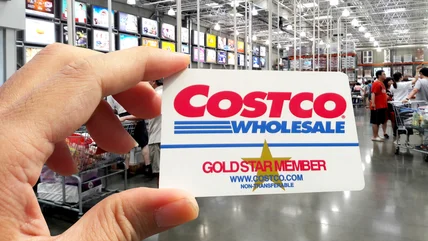 COSTCO
WHOLESALE
GOLD STAR MEMBER
WWW.COSTCO.COM
NON-TRANSFERABLE